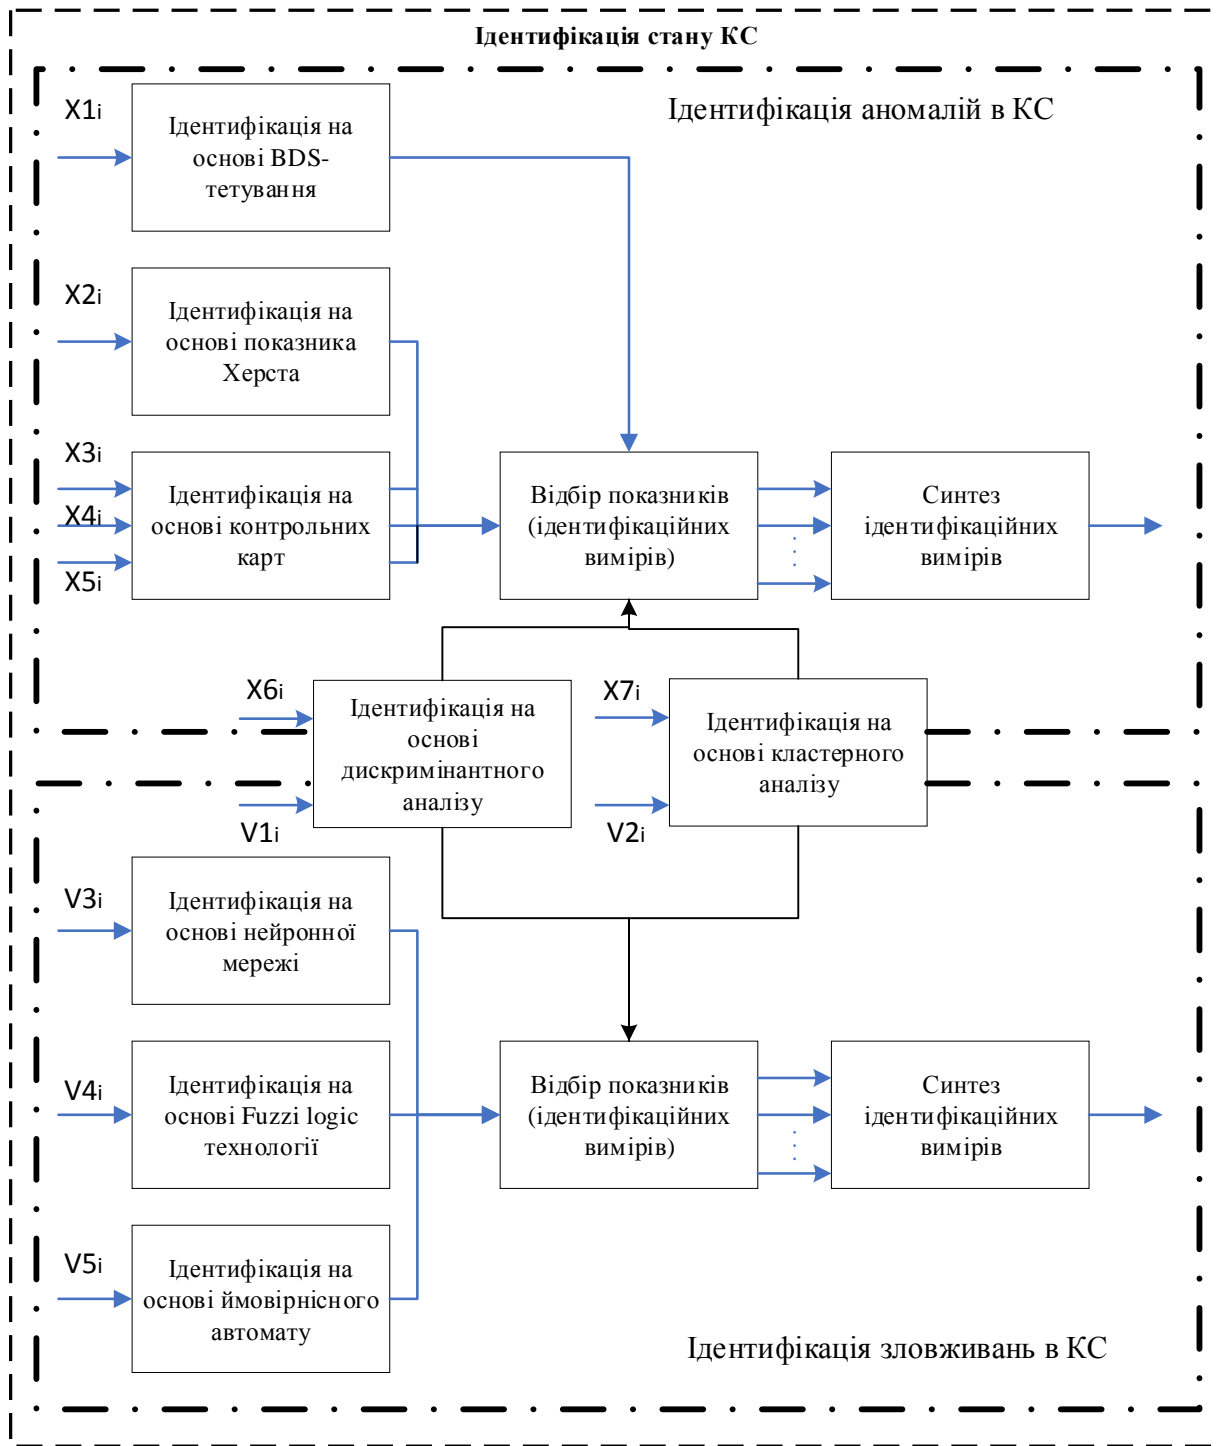 Ідентифікація стану КС
Ідентифікація аномалій в КС
X1i
Ідентифікація на
основі BDS-
тетування
X2i
Ідентифікація на
основі показника
Херста
X3i
X4i
X5i
Ідентифікація на
основі контрольних
карт
Відбір показників
(ідентифікаційних
вимірів)
Синтез
ідентифікаційних
вимірів
X6i
V1i
Ідентифікація на
основі
дискримінантного
аналізу
X7i
V2i
Ідентифікація на
основі кластерного
аналізу
V3i
Ідентифікація на
основі нейронної
мережі
V4i
Ідентифікація на
основі Fuzzi logic
технології
Відбір показників
(ідентифікаційних
вимірів)
Синтез
ідентифікаційних
вимірів
V5i
Ідентифікація на
основі ймовірнісного
автомату
Ідентифікація зловживань в КС